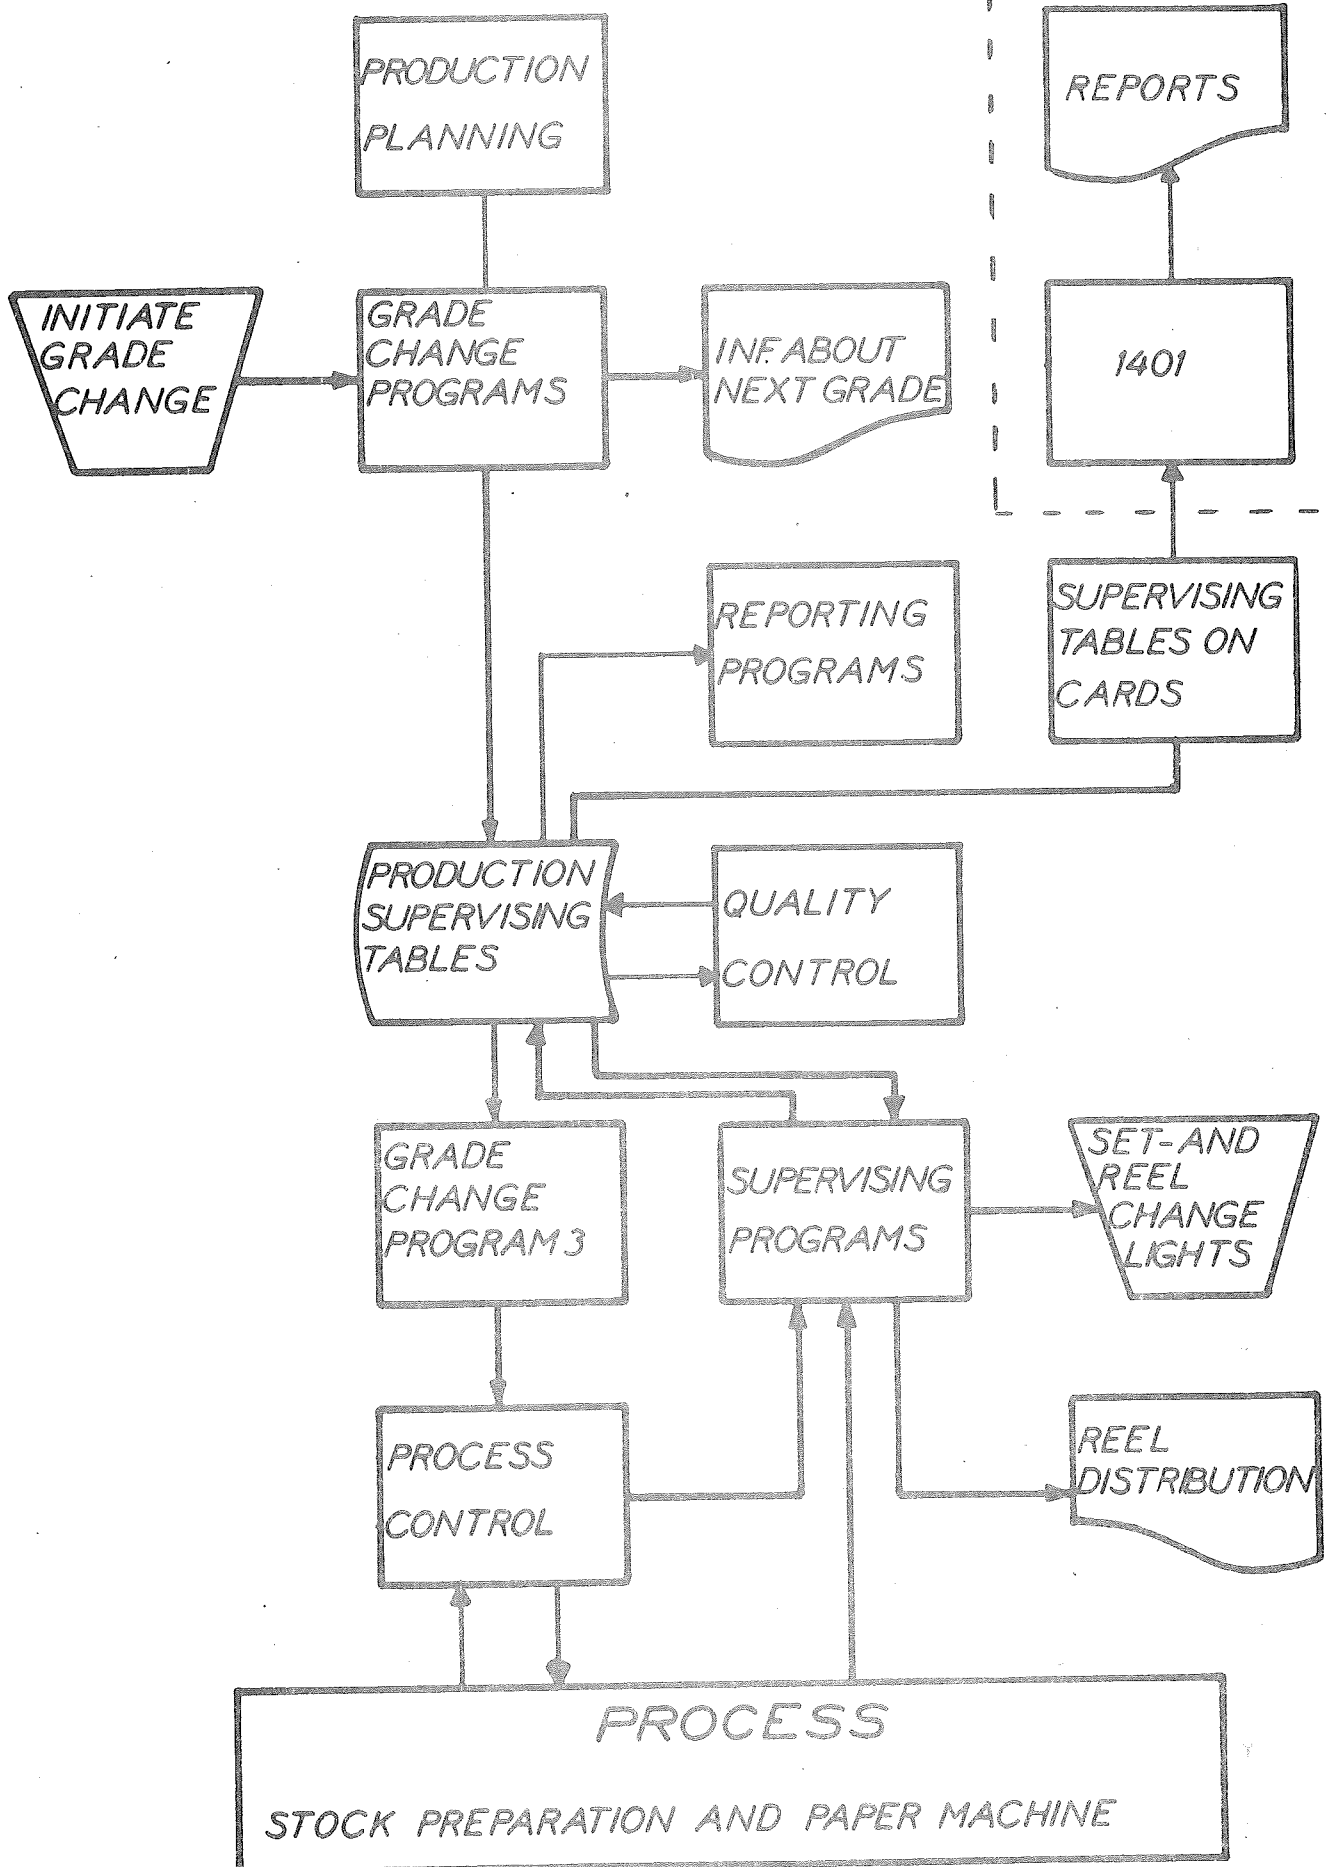 PRODUCTION
PLANNING
REPORTS
INITIATE
GRADE
CHANGE
GRADE
CHANGE
PROGRAMS
INF. ABOUT
NEXT GRADE
1401
REPORTING
PROGRAMS
SUPERVISING
TABLES ON
CARDS
PRODUCTION
SUPERVISING
TABLES
QUALITY
CONTROL
GRADE
CHANGE
PROGRAM 3
SUPERVISING
PROGRAMS
SET-AND
REEL
CHANGE
LIGHTS
PROCESS
CONTROL
REEL
DISTRIBUTION
PROCESS
STOCK PREPARATION AND PAPER MACHINE